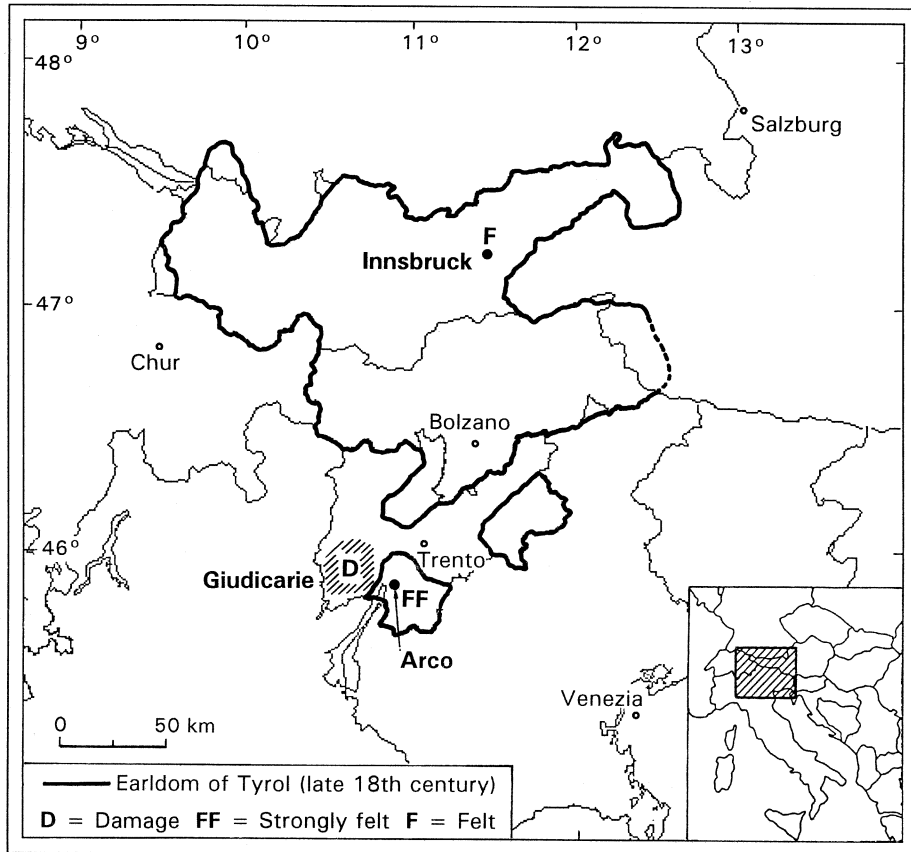 9° 10° 11° 12° 13°
48°
Salzburg
F
Innsbruck
47°
Chur
Bolzano
46°
Trento
Giudicarie
D
FF
Arco
Venezia
0 50 km
Earldom of Tyrol (late 18th century)
D = Damage FF = Strongly felt F = Felt